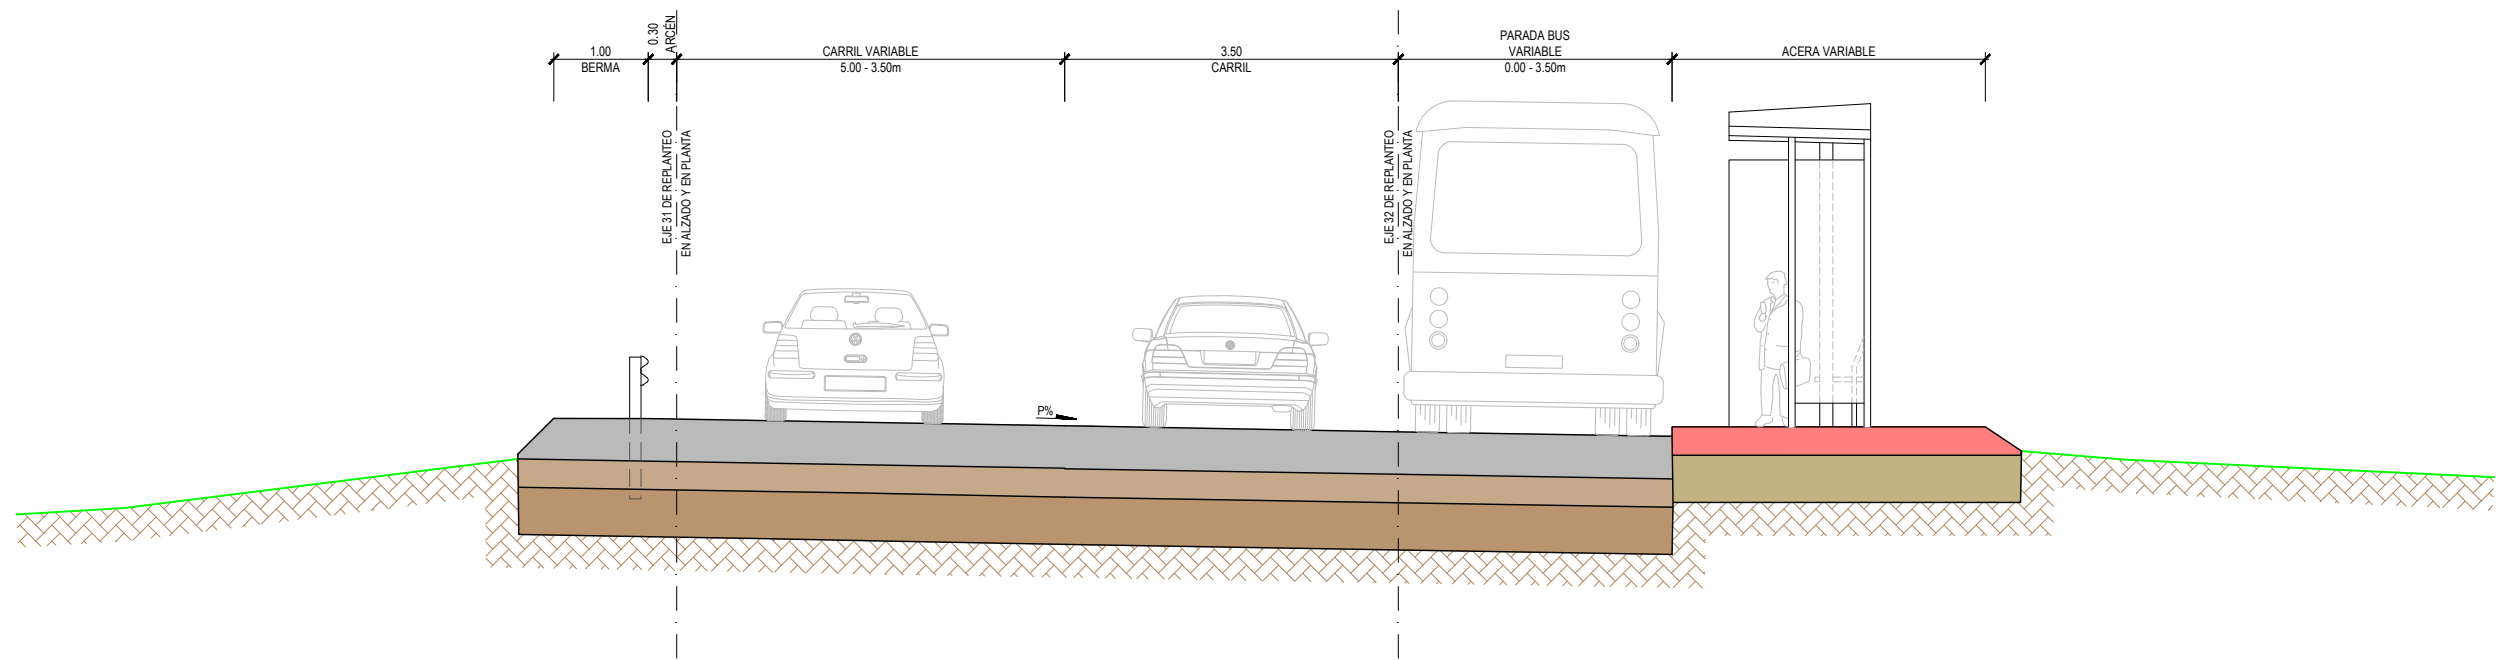 1.00
BERMA
0.30
ARCÉN
CARRIL VARIABLE
5.00 - 3.50m
3.50
CARRIL
PARADA BUS
VARIABLE
0.00 - 3.50m
ACERA VARIABLE
EJE 31 DE REPLANTEO
EN ALZADO Y EN PLANTA
EJE 32 DE REPLANTEO
EN ALZADO Y EN PLANTA
P%